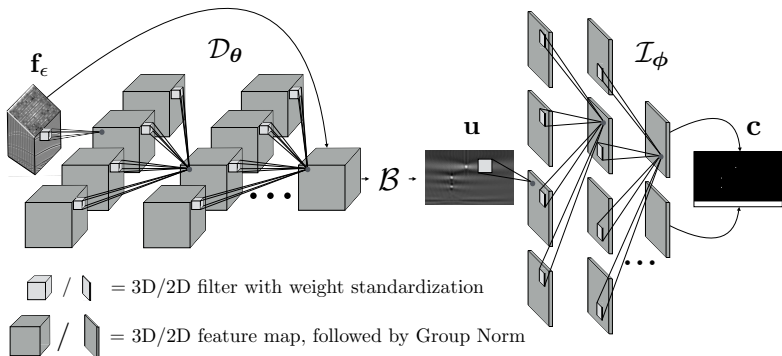 𝐟_ϵ
𝒟_𝛉
ℬ
𝐮
ℐ_𝛟
𝐜
/ = 3D/2D filter with weight standardization
/ = 3D/2D feature map, followed by Group Norm